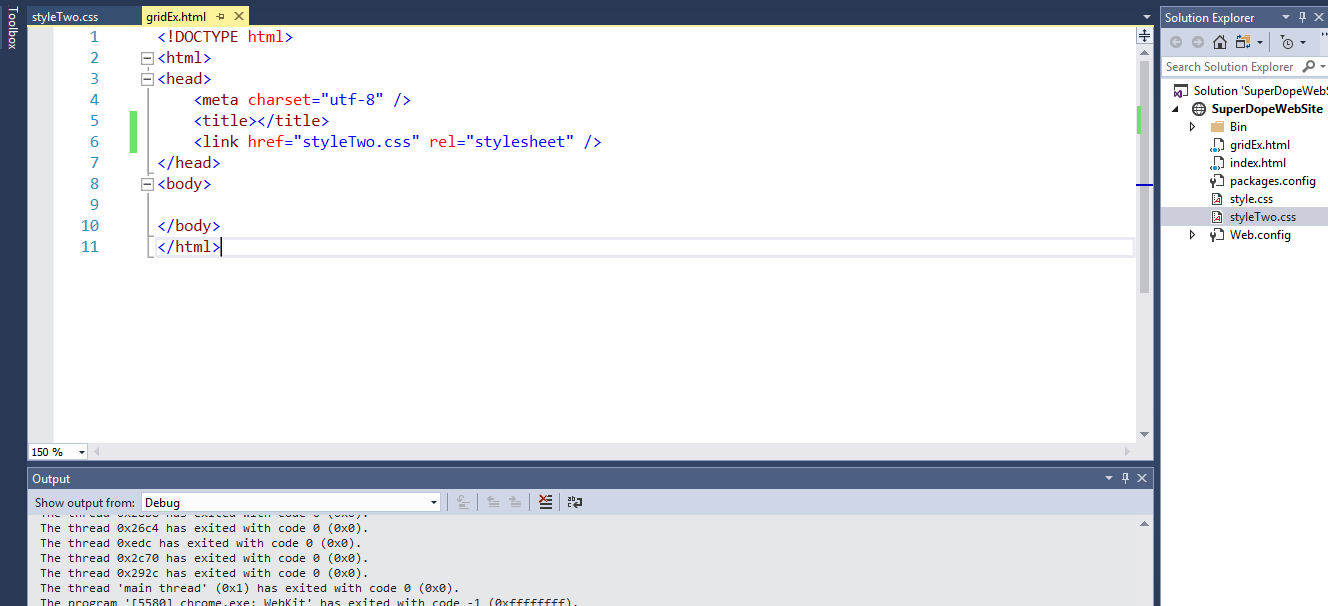 Toolbox
styleTwo.css
gridEx.html
1 <!DOCTYPE html>
2 <html>
3 <head>
4 <meta charset="utf-8" />
5 <title></title>
6 <link href="styleTwo.css" rel="stylesheet" />
7 </head>
8 <body>
9
10 </body>
11 </html>
150 %
Output
Show output from: Debug
The thread 0x26c4 has exited with code 0 (0x0).
The thread 0xedc has exited with code 0 (0x0).
The thread 0x2c70 has exited with code 0 (0x0).
The thread 0x292c has exited with code 0 (0x0).
The thread 'main thread' (0x1) has exited with code 0 (0x0).
The program '[5580] chrome.exe: WebKit' has exited with code -1 (0xffffffff).
Solution Explorer
Search Solution Explorer
Solution 'SuperDopeWebS
SuperDopeWebSite
Bin
gridEx.html
index.html
packages.config
style.css
styleTwo.css
Web.config